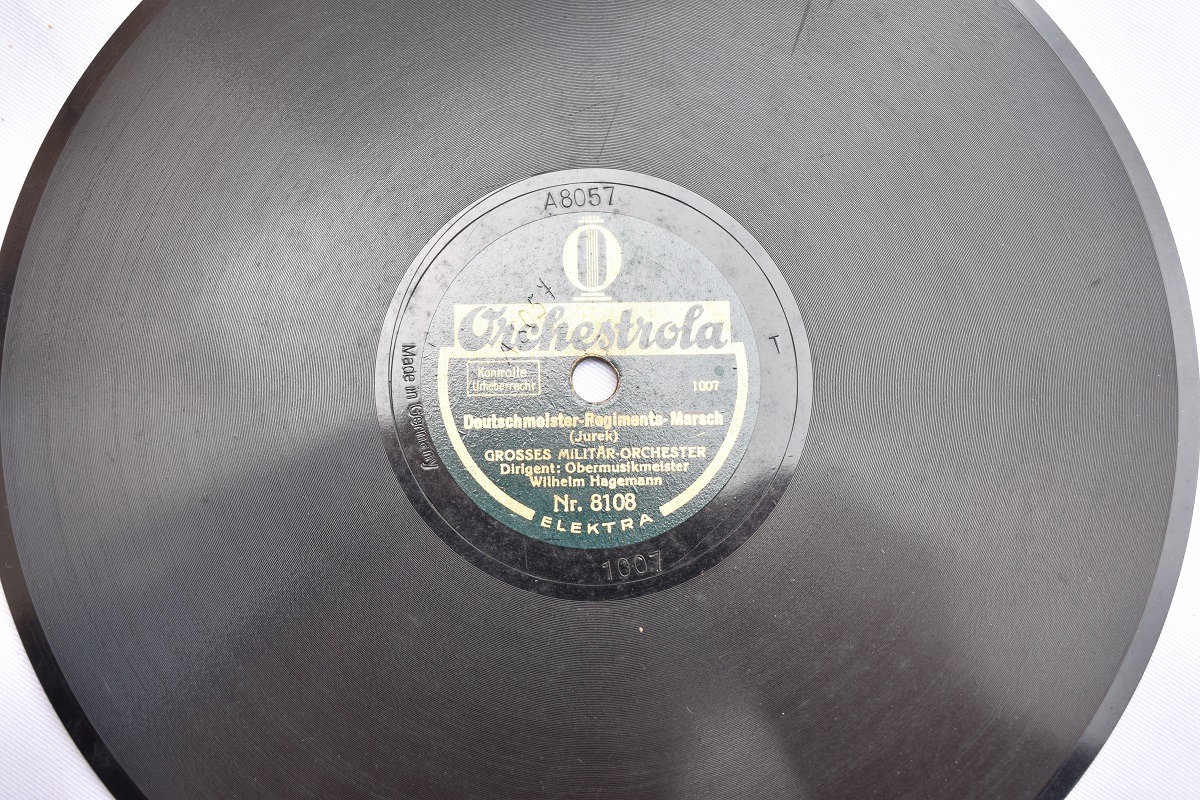 A8057
O
Orchestrola
Kontrolle
Urheberrecht
1007
Deutschmeister-Regiments-Marsch
(Jurek)
GROSSES MILITÄR-ORCHESTER
Dirigent: Obermusikmeister
Wilhelm Hagemann
Nr. 8108
ELEKTRA
1007
Made in Germany
T